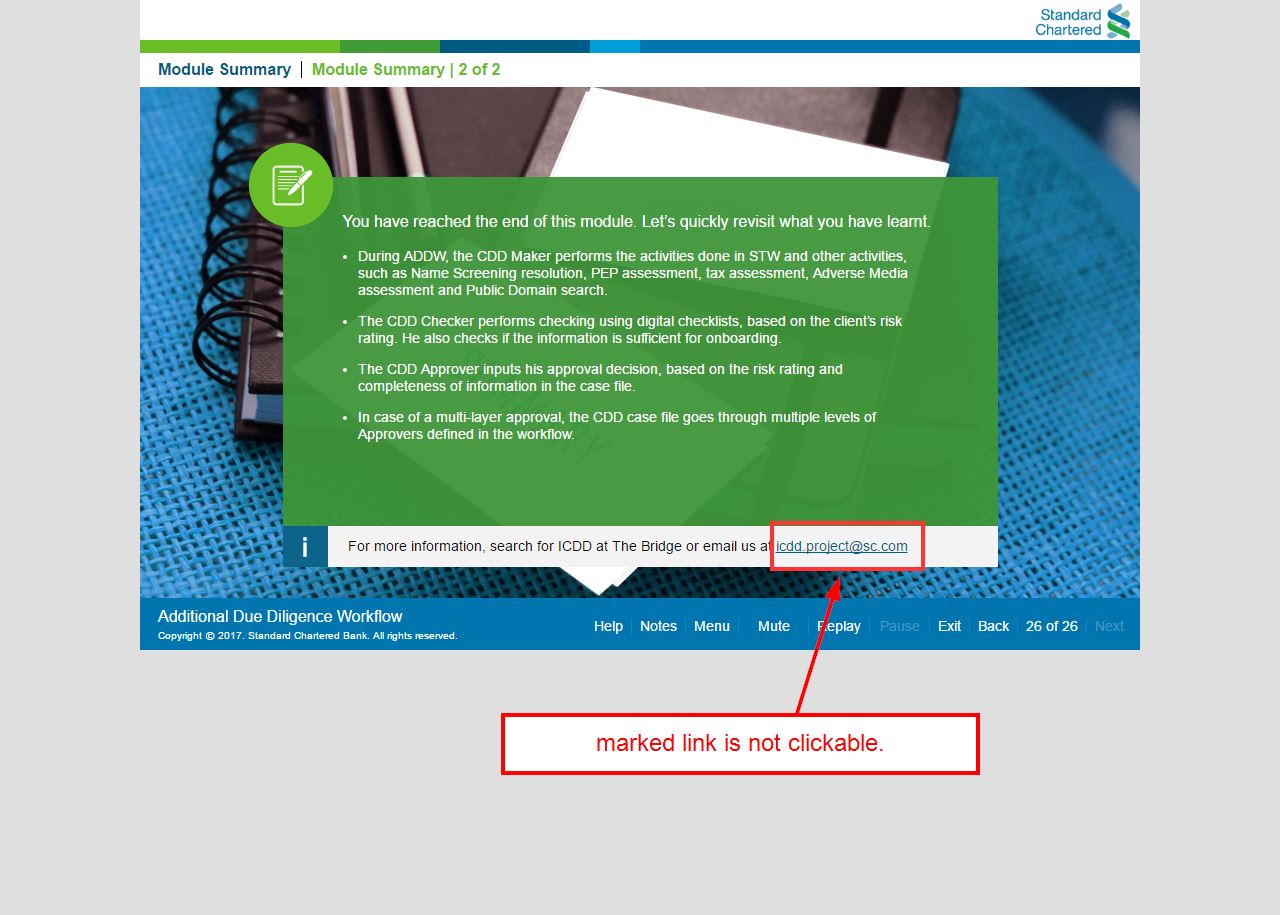 Standard
Chartered
Module Summary | Module Summary | 2 of 2
You have reached the end of this module. Let's quickly revisit what you have learnt.
• During ADDW, the CDD Maker performs the activities done in STW and other activities,
such as Name Screening resolution, PEP assessment, tax assessment, Adverse Media
assessment and Public Domain search.
• The CDD Checker performs checking using digital checklists, based on the client's risk
rating. He also checks if the information is sufficient for onboarding.
• The CDD Approver inputs his approval decision, based on the risk rating and
completeness of information in the case file.
• In case of a multi-layer approval, the CDD case file goes through multiple levels of
Approvers defined in the workflow.
i For more information, search for ICDD at The Bridge or email us at icdd.project@sc.com
Additional Due Diligence Workflow
Copyright © 2017. Standard Chartered Bank. All rights reserved.
Help Notes Menu Mute Replay Pause Exit Back 26 of 26 Next
marked link is not clickable.